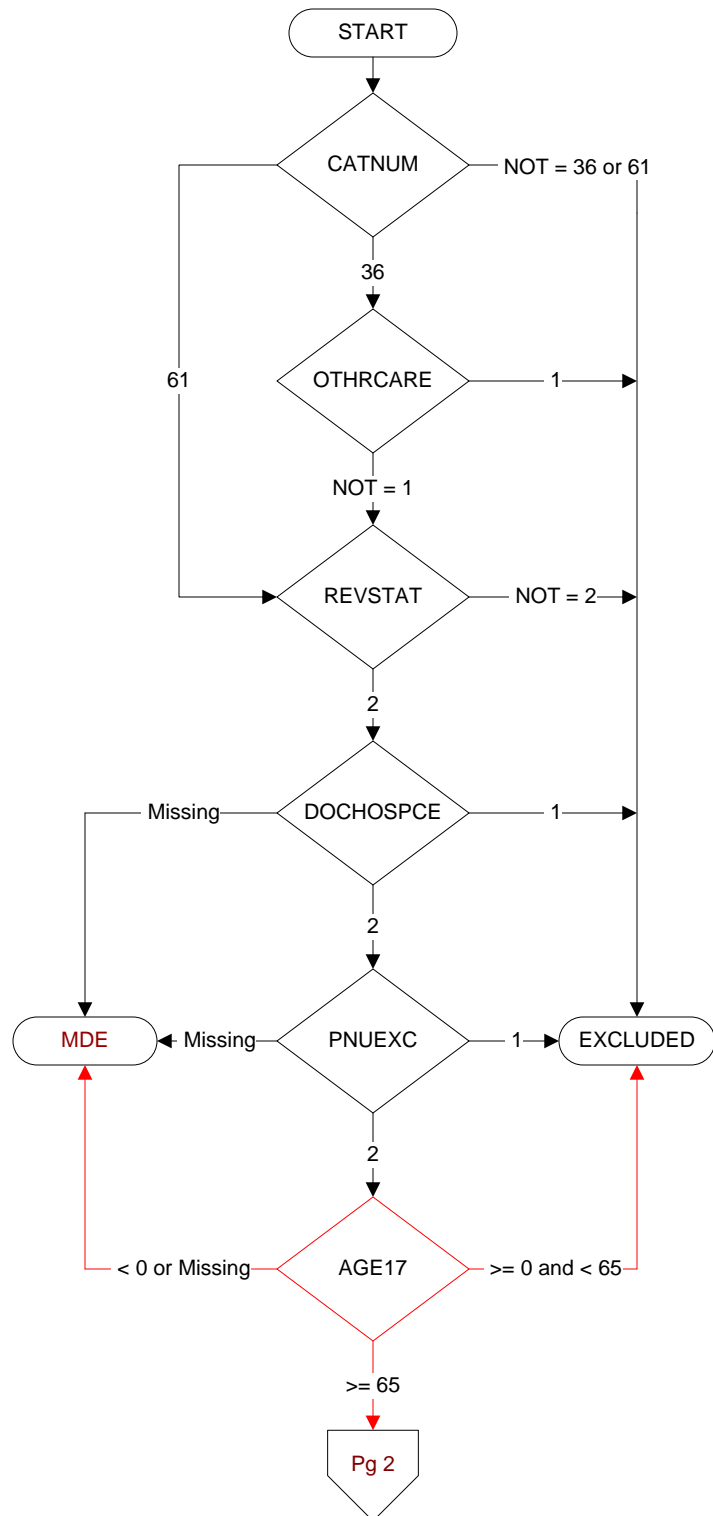 START
CATNUM
NOT = 36 or 61
36
61
OTHRCARE
1
NOT = 1
REVSTAT
NOT = 2
2
Missing
DOCHOSPCE
1
2
MDE
Missing
PNUEXC
1
EXCLUDED
2
< 0 or Missing
AGE17
>= 0 and < 65
>= 65
Pg 2